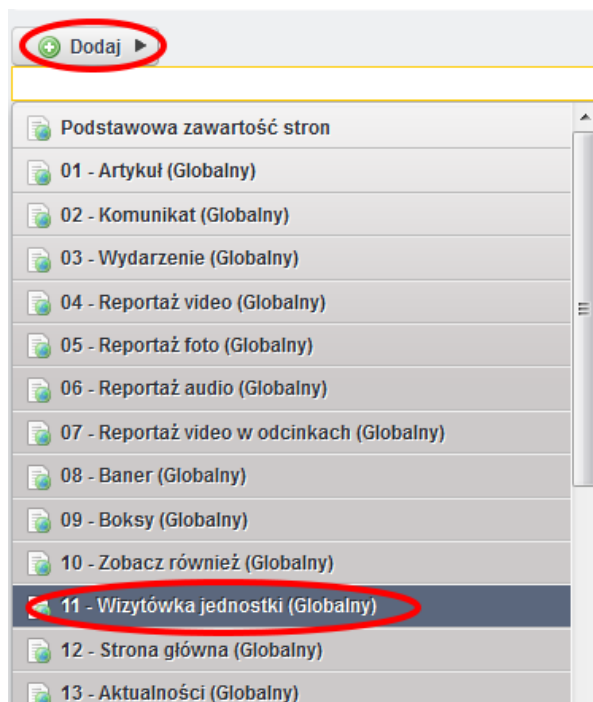 Dodaj
Podstawowa zawartość stron
01 - Artykuł (Globalny)
02 - Komunikat (Globalny)
03 - Wydarzenie (Globalny)
04 - Reportaż video (Globalny)
05 - Reportaż foto (Globalny)
06 - Reportaż audio (Globalny)
07 - Reportaż video w odcinkach (Globalny)
08 - Baner (Globalny)
09 - Boksy (Globalny)
10 - Zobacz również (Globalny)
11 - Wizytówka jednostki (Globalny)
12 - Strona główna (Globalny)
13 - Aktualności (Globalny)